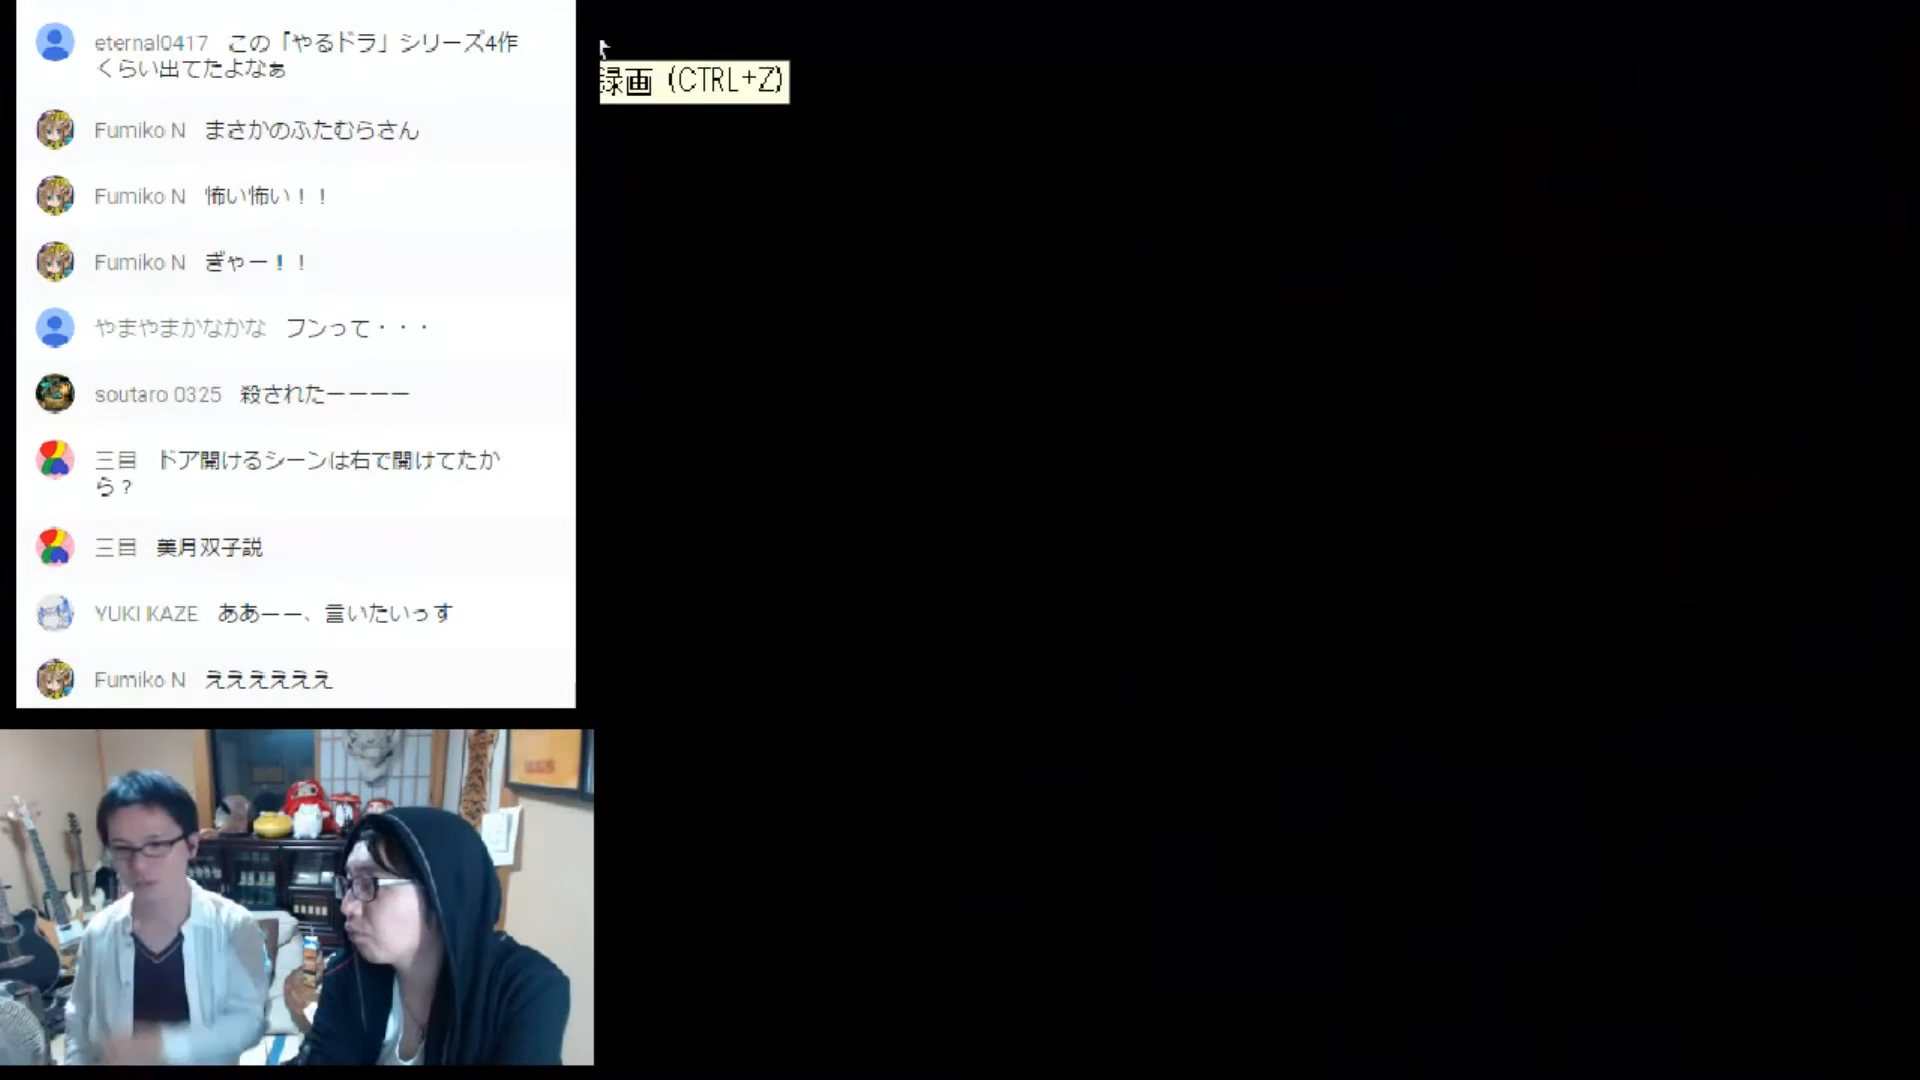 eternal0417 この「やるドラ」シリーズ4作
くらい出てたよなぁ
録画 (CTRL+Z)
Fumiko N まさかのふたむらさん
Fumiko N 怖い怖い！！
Fumiko N ぎゃー！！
やまやまかなかな フンって・・・
soutaro 0325 殺されたーーーー
三目 ドア開けるシーンは右で開けてたか
ら？
三目 美月双子説
YUKI KAZE ああーー、言いたいっす
Fumiko N ええええええ